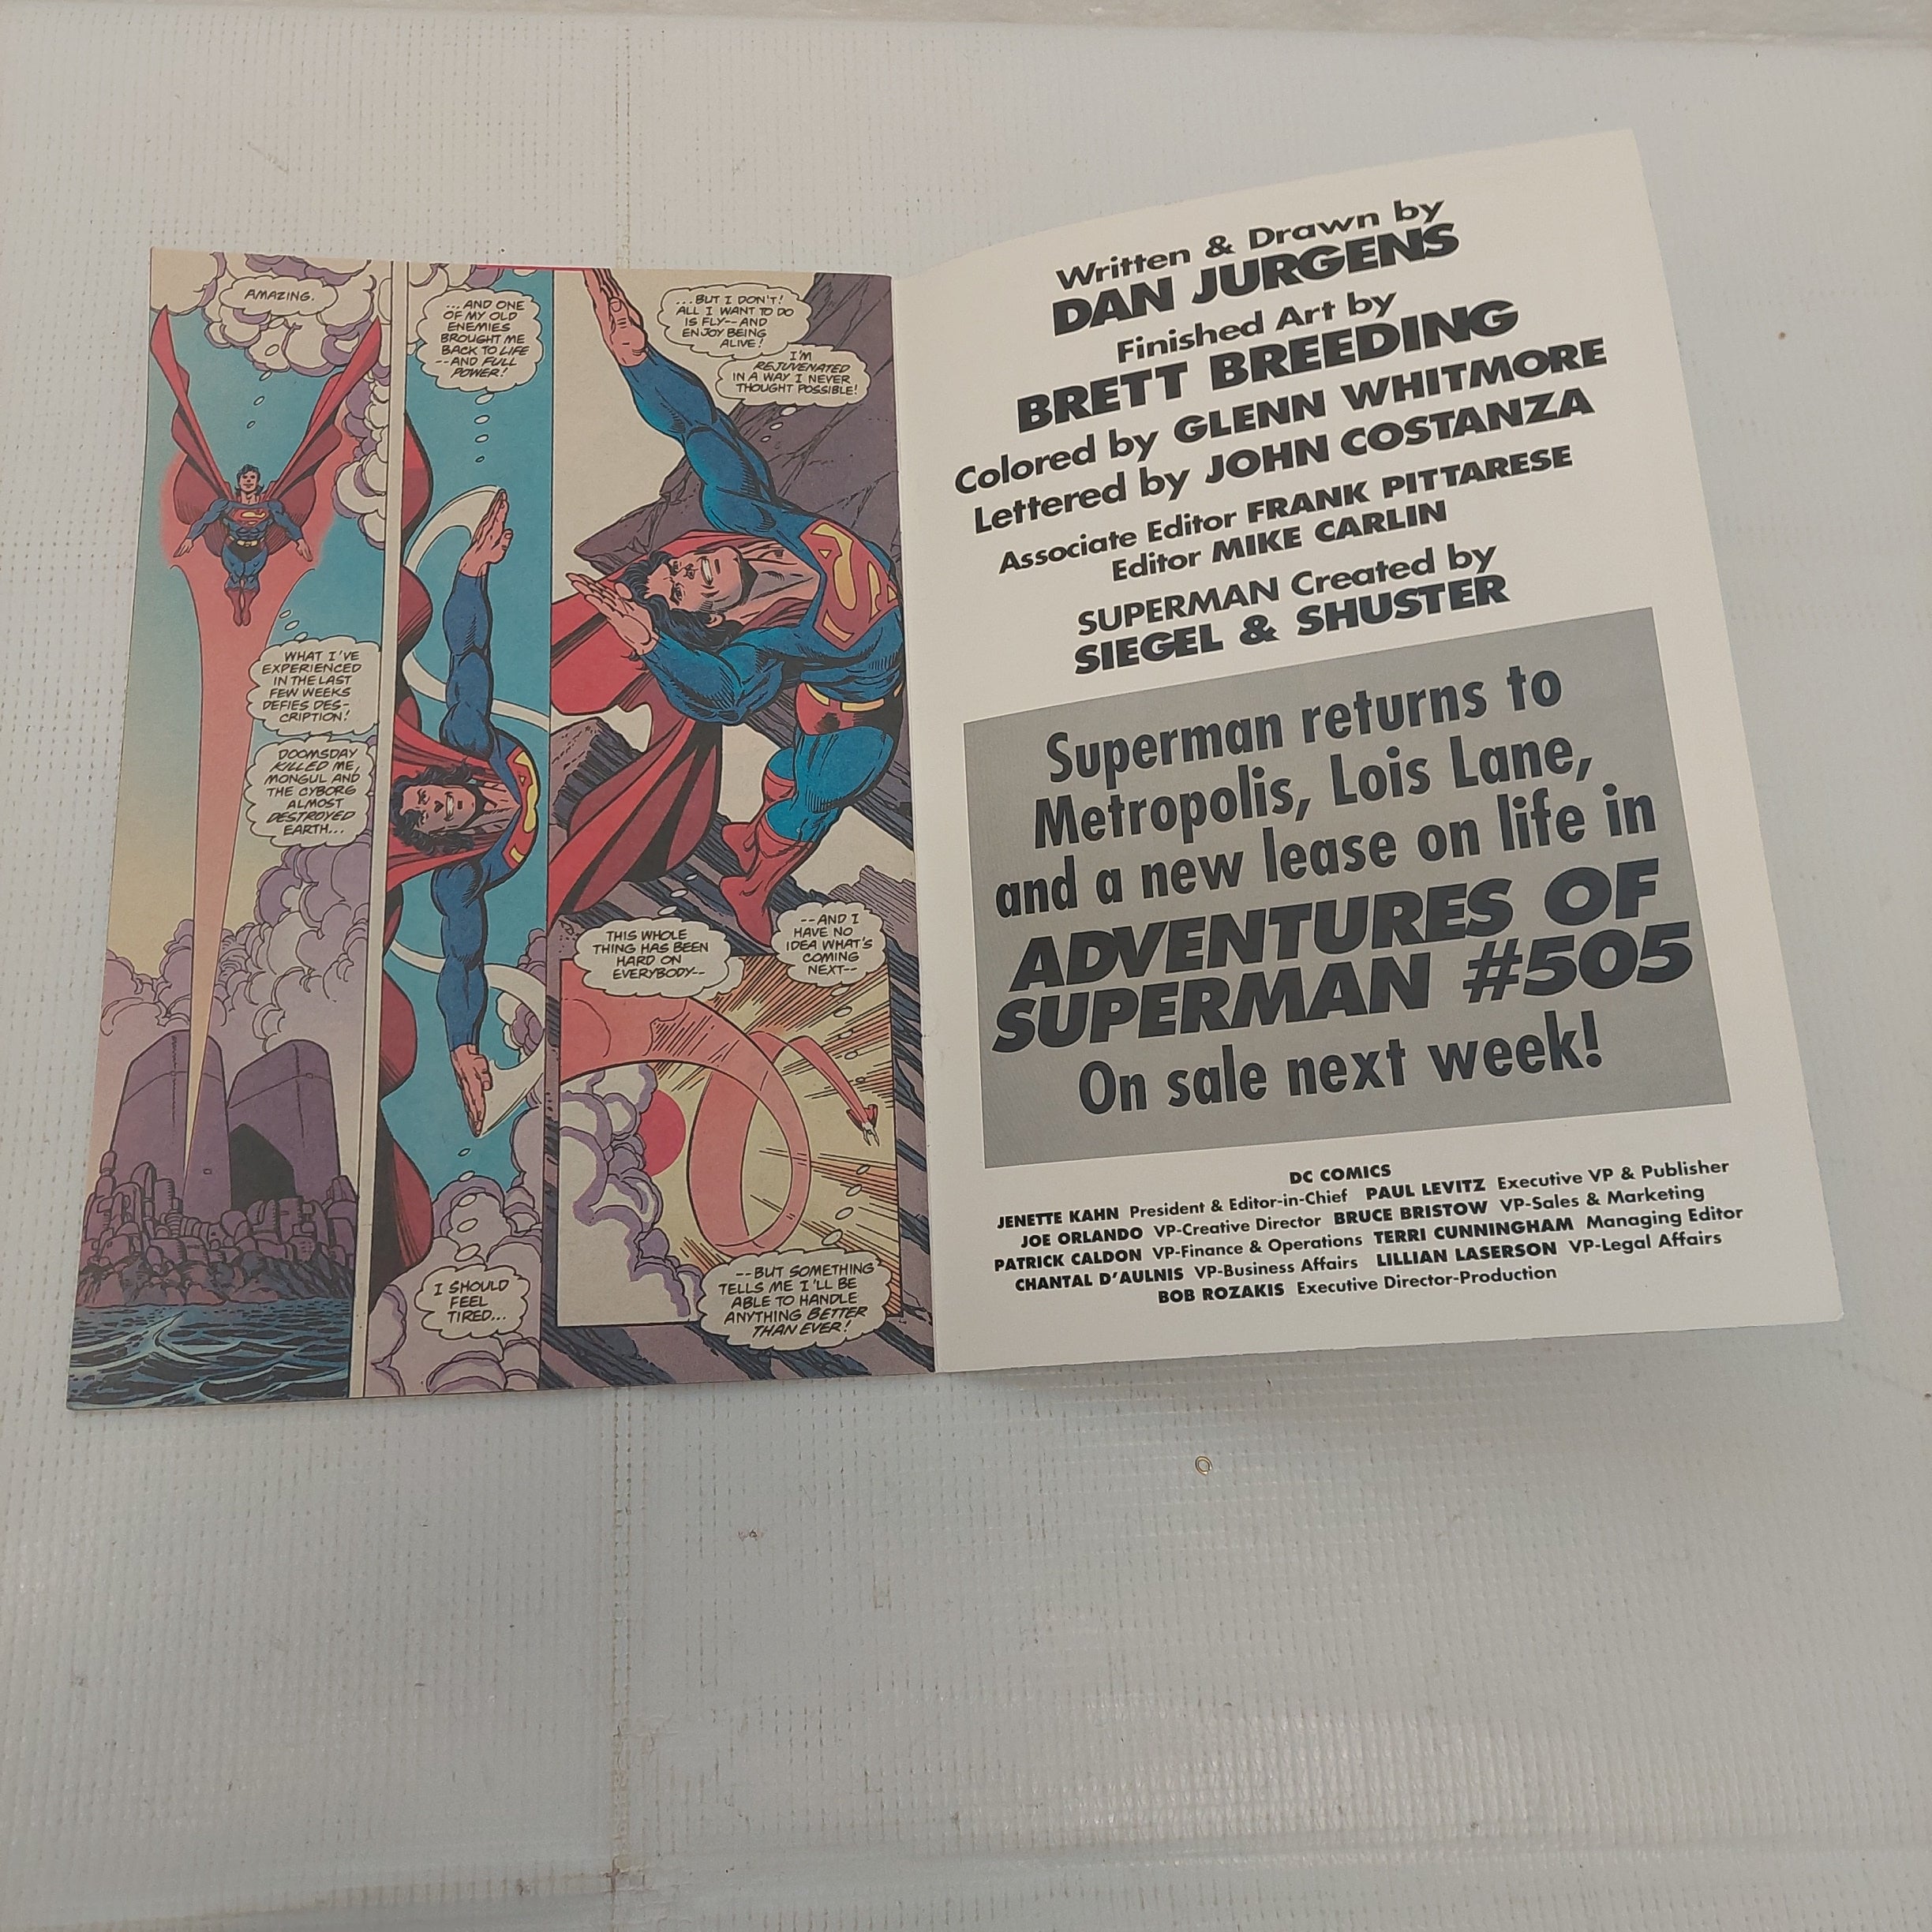 AMAZING.
WHAT I'VE
EXPERIENCED
IN THE LAST
FEW WEEKS
DEFIES DES-
CRIPTION!
DOOMSDAY
KILLED ME,
MONGUL AND
THE CYBORG
ALMOST
DESTROYED
EARTH...
...AND ONE
OF MY OLD
ENEMIES
BROUGHT ME
BACK TO LIFE
--AND FULL
POWER!
I SHOULD
FEEL
TIRED...
...BUT I DON'T!
ALL I WANT TO DO
IS FLY--AND
ENJOY BEING
ALIVE!
I'M
REJUVENATED
IN A WAY I NEVER
THOUGHT POSSIBLE!
THIS WHOLE
THING HAS BEEN
HARD ON
EVERYBODY--
--AND I
HAVE NO
IDEA WHAT'S
COMING
NEXT--
--BUT SOMETHING
TELLS ME I'LL BE
ABLE TO HANDLE
ANYTHING BETTER
THAN EVER!
Written & Drawn by
DAN JURGENS
Finished Art by
BRETT BREEDING
Colored by GLENN WHITMORE
Lettered by JOHN COSTANZA
Associate Editor FRANK PITTARESE
Editor MIKE CARLIN
SUPERMAN Created by
SIEGEL & SHUSTER
Superman returns to
Metropolis, Lois Lane,
and a new lease on life in
ADVENTURES OF
SUPERMAN #505
On sale next week!
DC COMICS
JENETTE KAHN President & Editor-in-Chief PAUL LEVITZ Executive VP & Publisher
JOE ORLANDO VP-Creative Director BRUCE BRISTOW VP-Sales & Marketing
PATRICK CALDON VP-Finance & Operations TERRI CUNNINGHAM Managing Editor
CHANTAL D'AULNIS VP-Business Affairs LILLIAN LASERSON VP-Legal Affairs
BOB ROZAKIS Executive Director-Production